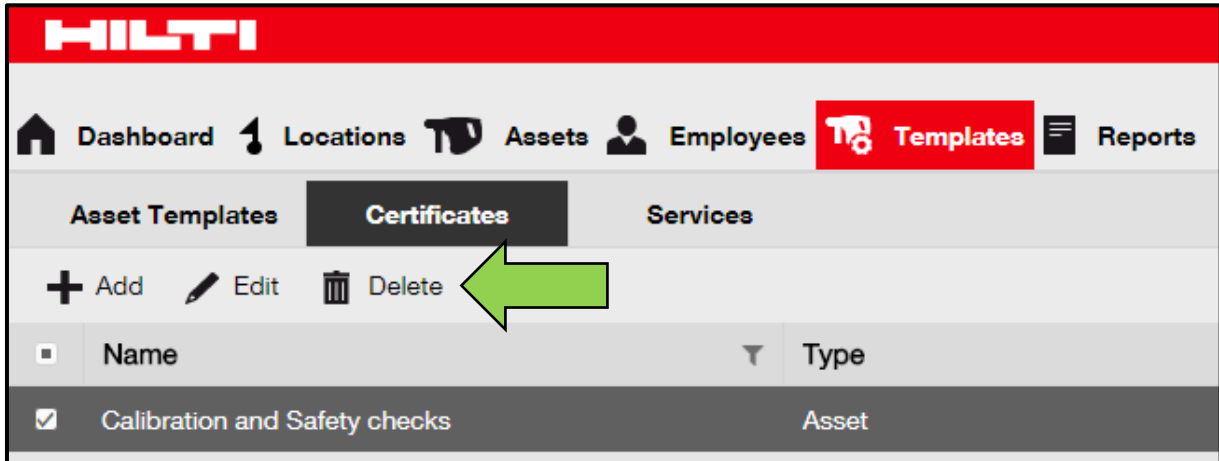 HILTI
Dashboard Locations Assets Employees Templates Reports
Asset Templates Certificates Services
Add Edit Delete
Name Type
Calibration and Safety checks Asset